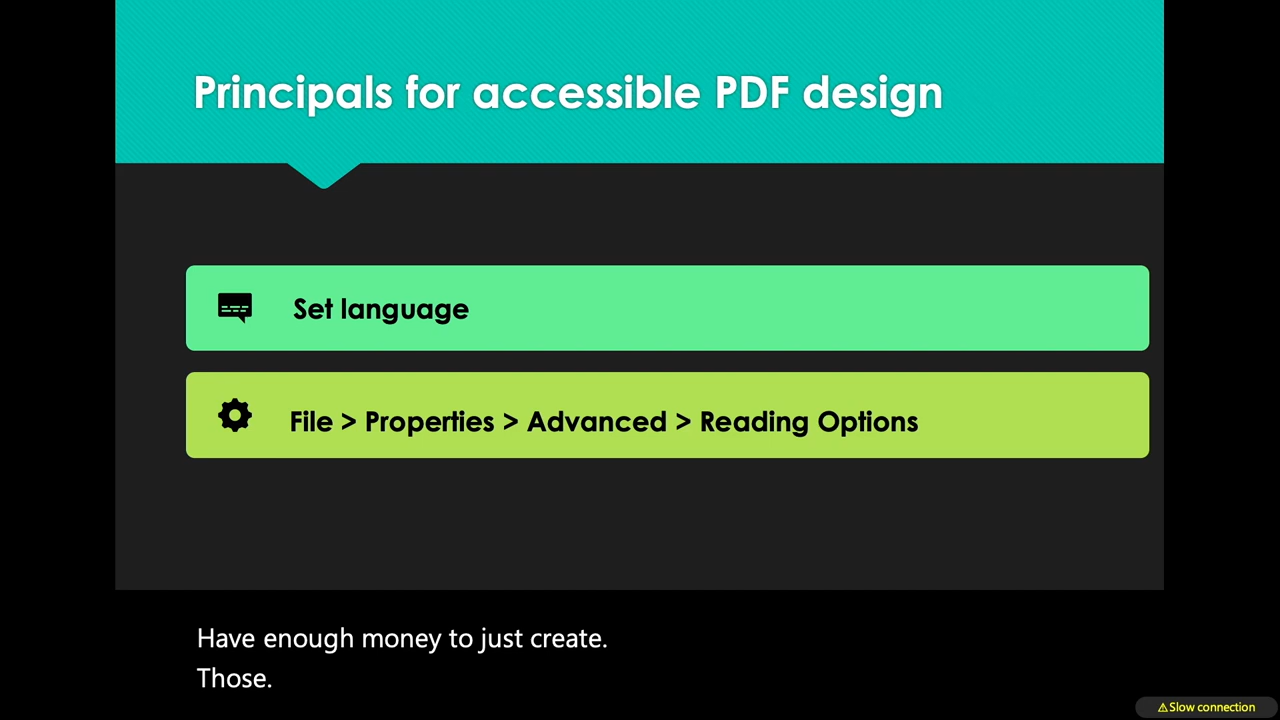 Principals for accessible PDF design
Set language
File > Properties > Advanced > Reading Options
Have enough money to just create.
Those.
⚠Slow connection